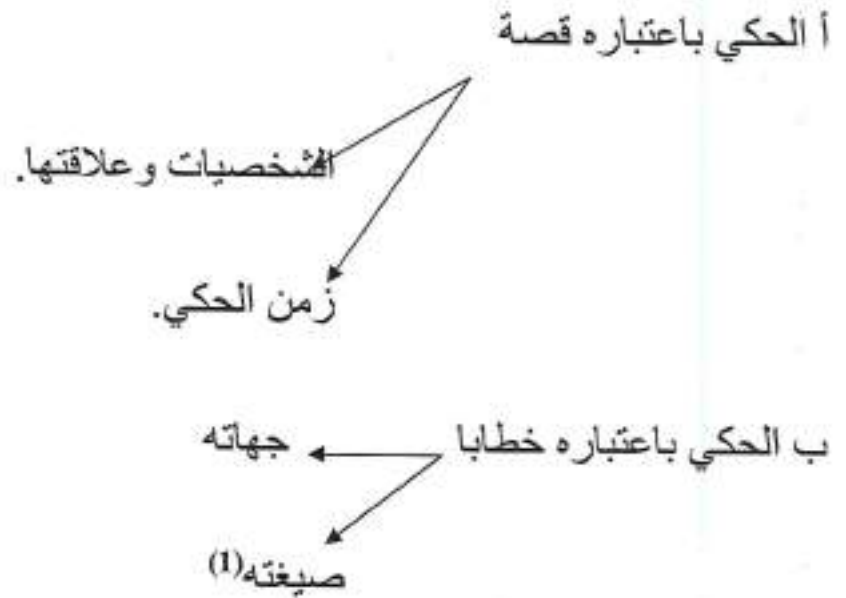 أ الحكي باعتباره قصة
الشخصيات وعلاقتها.
زمن الحكي.
ب الحكي باعتباره خطابا جهاته
صيغته(1)